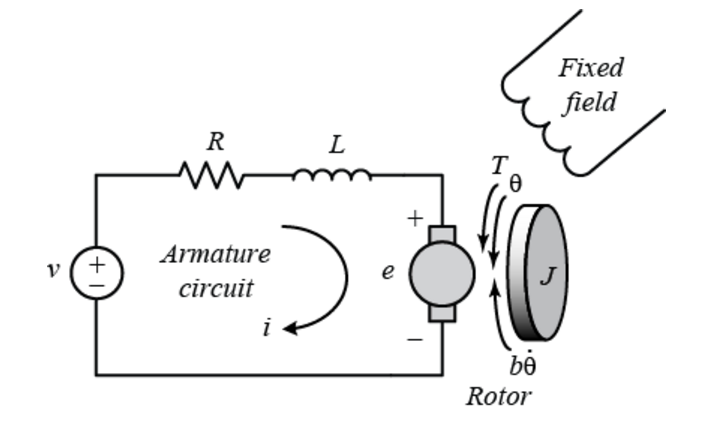 Fixed
field
R
L
T
θ
+
v
+
−
Armature
circuit
e
J
i
−
bθ̇
Rotor